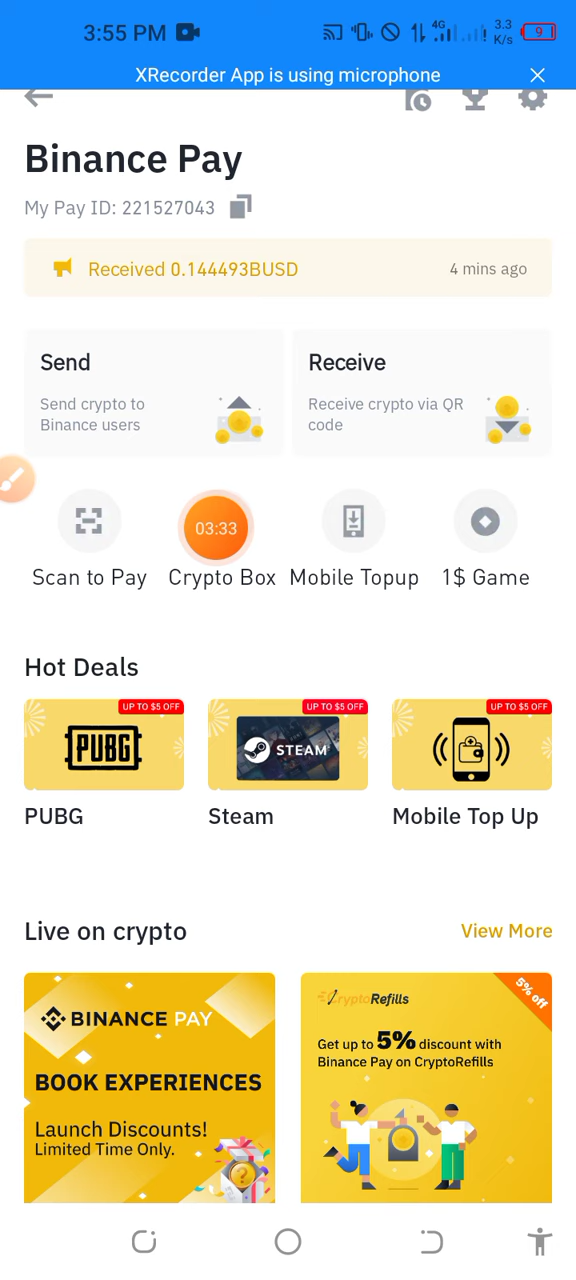 3:55 PM
4G
3.3
K/s
9
XRecorder App is using microphone
Binance Pay
My Pay ID: 221527043
Received 0.144493BUSD
4 mins ago
Send
Receive
Send crypto to
Binance users
Receive crypto via QR
code
03:33
Scan to Pay
Crypto Box
Mobile Topup
1$ Game
Hot Deals
UP TO $5 OFF
UP TO $5 OFF
UP TO $5 OFF
PUBG
STEAM
PUBG
Steam
Mobile Top Up
Live on crypto
View More
BINANCE PAY
BOOK EXPERIENCES
Launch Discounts!
Limited Time Only.
5% off
CryptoRefills
Get up to 5% discount with
Binance Pay on CryptoRefills